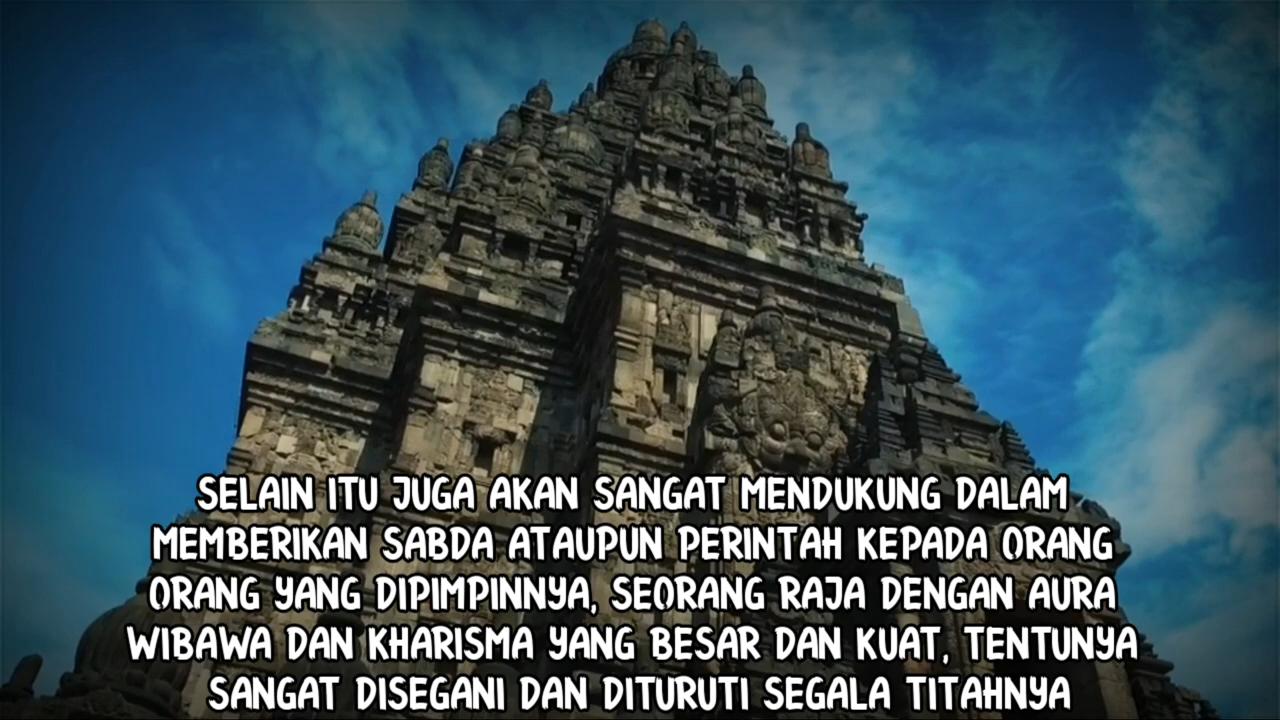 SELAIN ITU JUGA AKAN SANGAT MENDUKUNG DALAM
MEMBERIKAN SABDA ATAUPUN PERINTAH KEPADA ORANG
ORANG YANG DIPIMPINNYA, SEORANG RAJA DENGAN AURA
WIBAWA DAN KHARISMA YANG BESAR DAN KUAT, TENTUNYA
SANGAT DISEGANI DAN DITURUTI SEGALA TITAHNYA